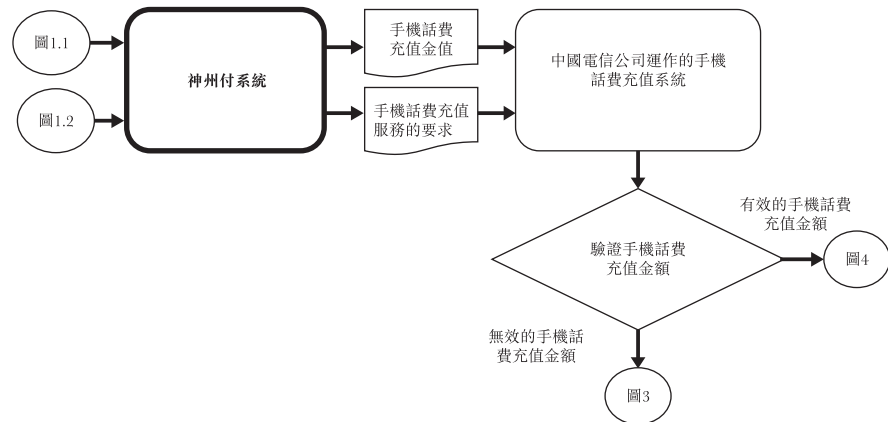 圖1.1
神州付系統
手機話費
充值金值
中國電信公司運作的手機
話費充值系統
圖1.2
手機話費充值
服務的要求
有效的手機話費
充值金額
驗證手機話費
充值金額
圖4
無效的手機話
費充值金額
圖3